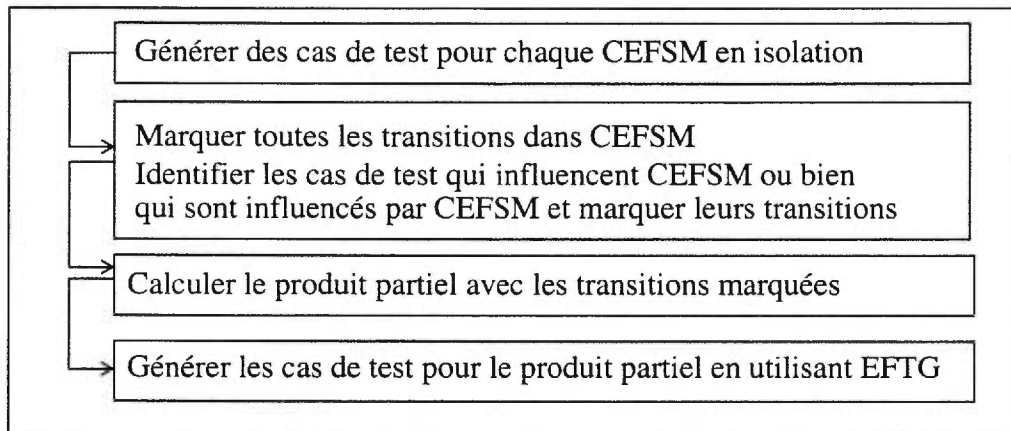 Générer des cas de test pour chaque CEFSM en isolation
Marquer toutes les transitions dans CEFSM
Identifier les cas de test qui influencent CEFSM ou bien
qui sont influencés par CEFSM et marquer leurs transitions
Calculer le produit partiel avec les transitions marquées
Générer les cas de test pour le produit partiel en utilisant EFTG